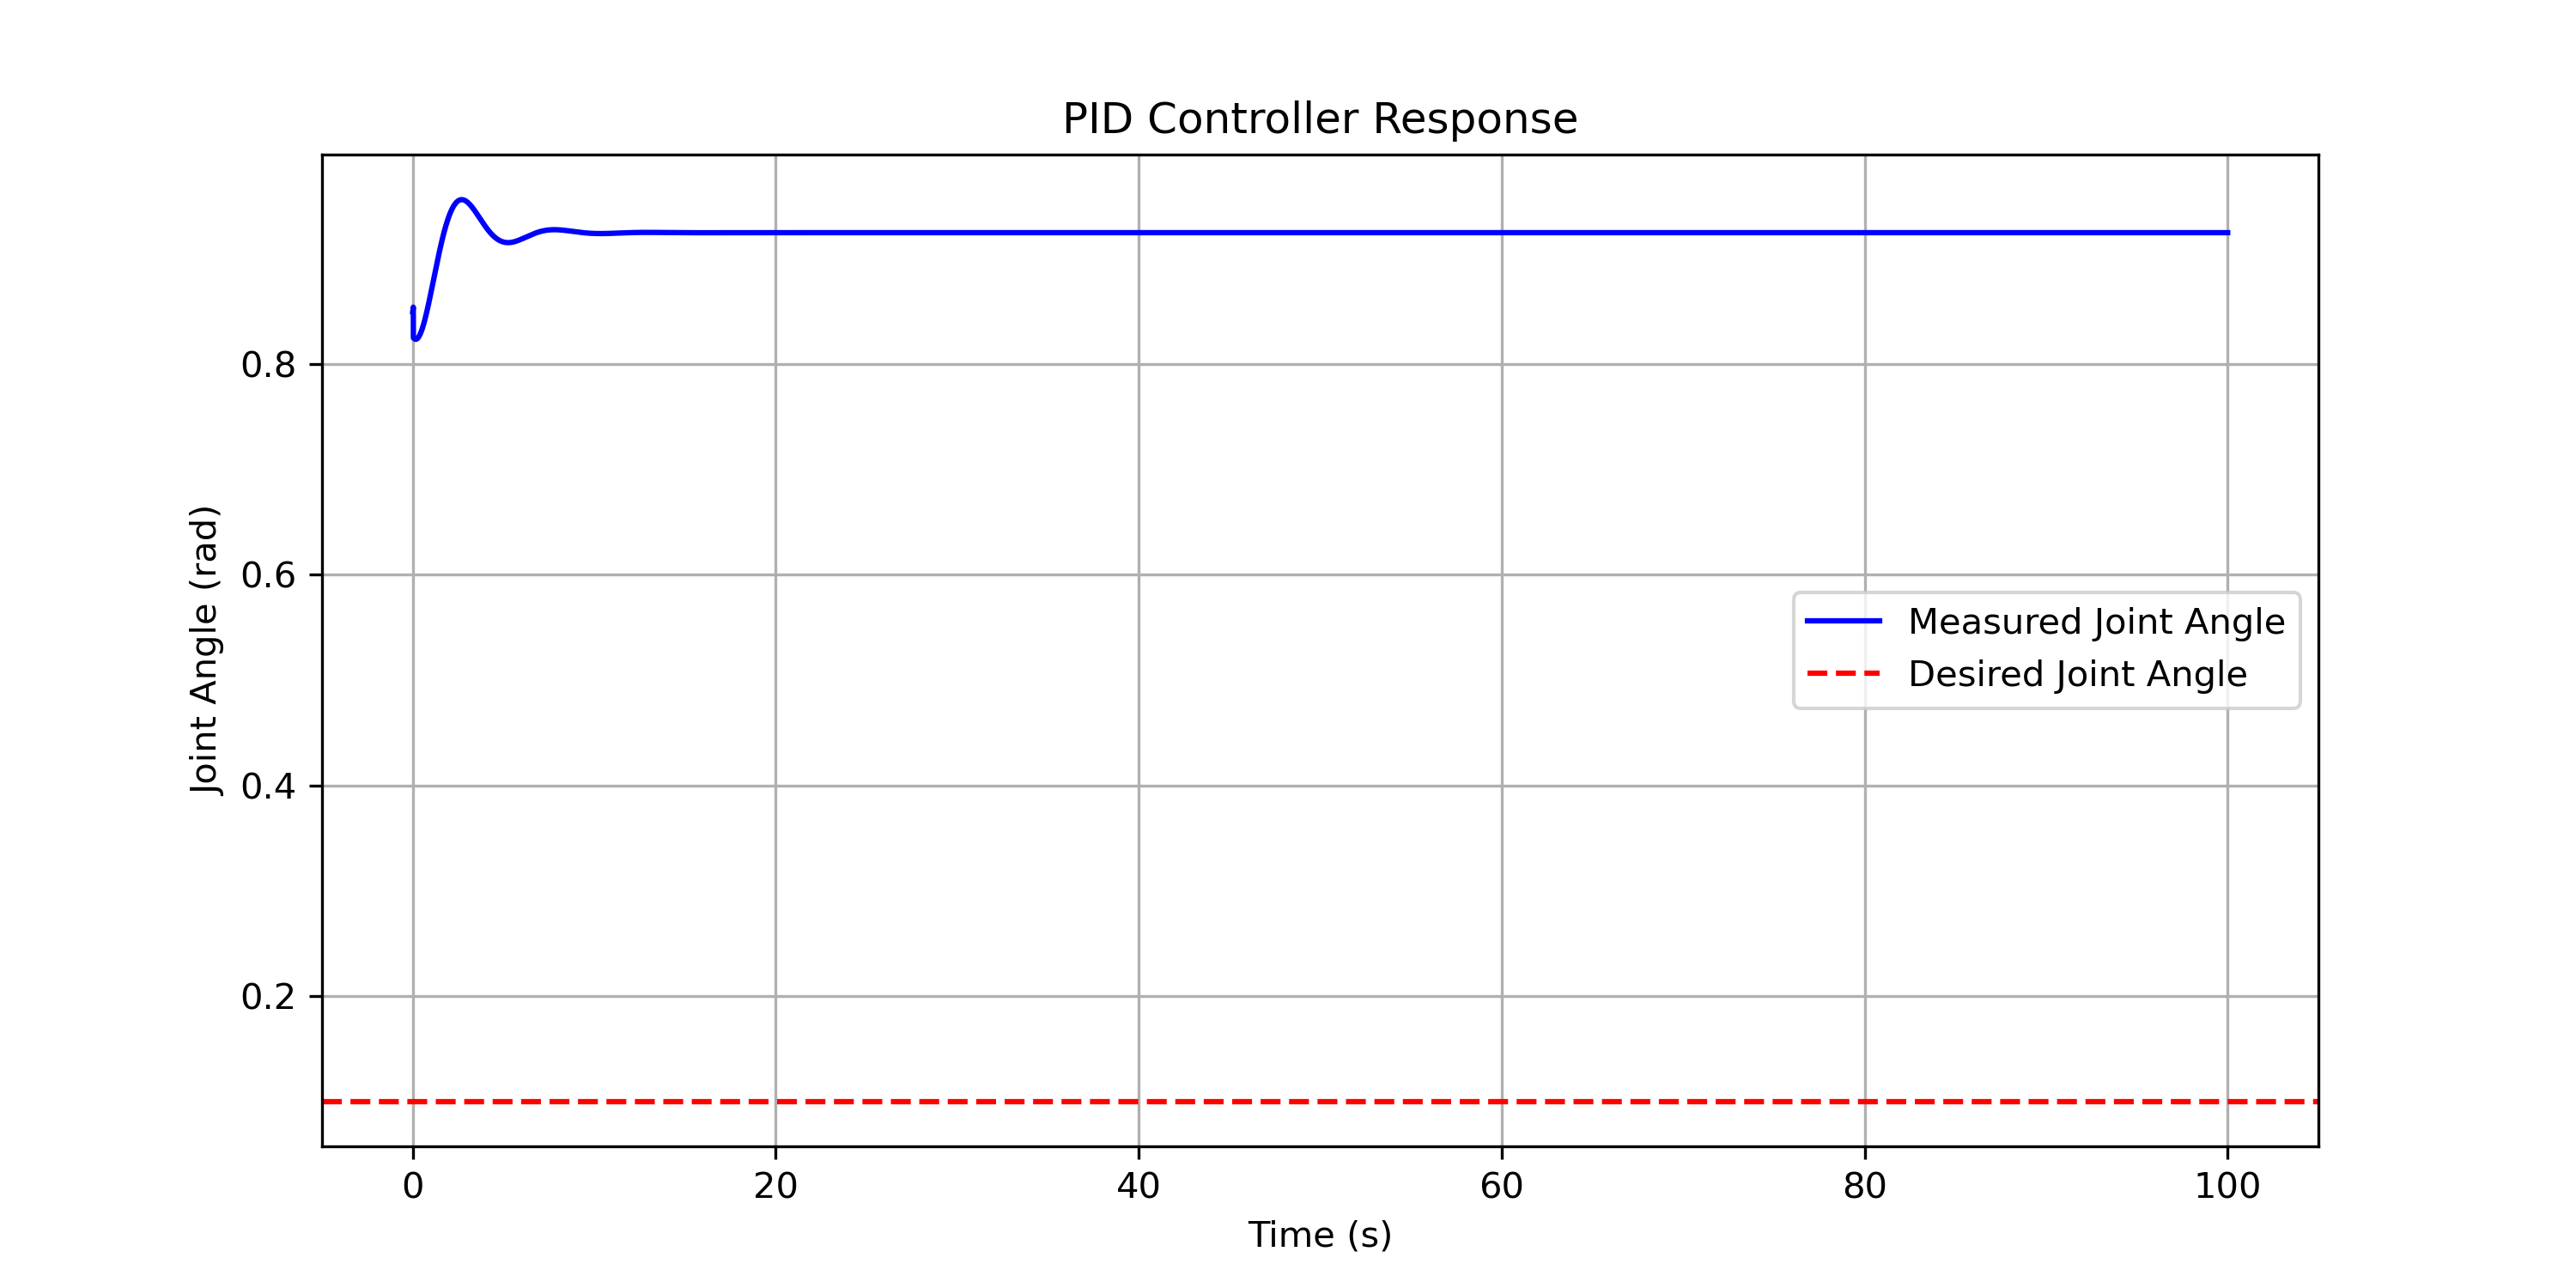 PID Controller Response
Joint Angle (rad)
0.8
0.6
0.4
0.2
Measured Joint Angle
Desired Joint Angle
0 20 40 60 80 100
Time (s)